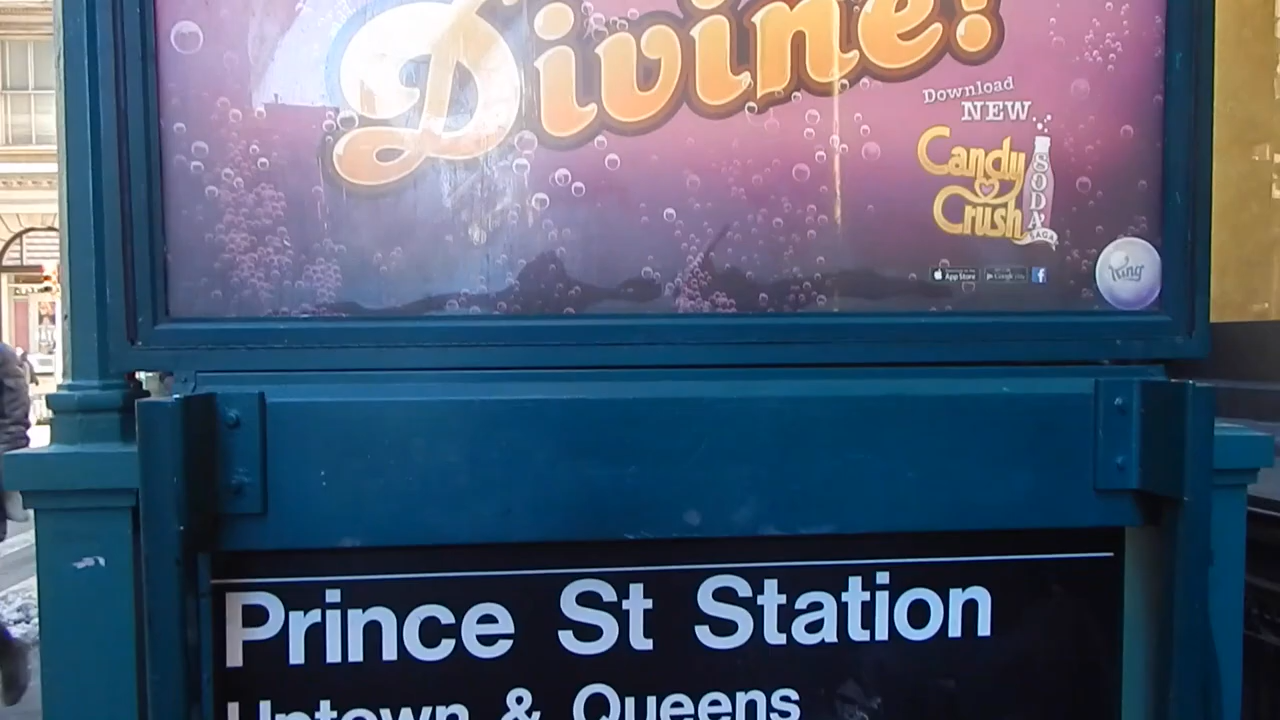 Divine!
Download
NEW
Candy
Crush
SODA
SAGA
App Store
Google play
King
Prince St Station
Uptown & Queens